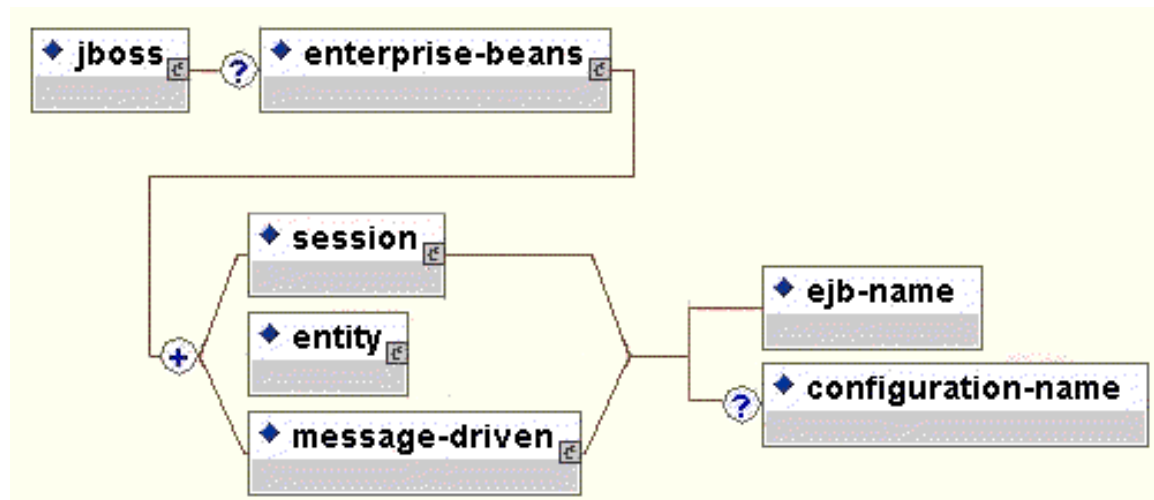 jboss
?
enterprise-beans
session
entity
+
message-driven
ejb-name
?
configuration-name